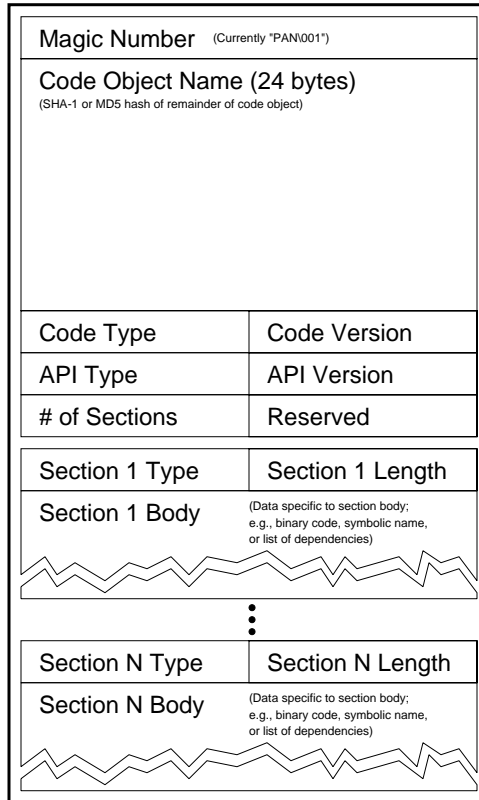 Magic Number (Currently "PAN\001")
Code Object Name (24 bytes)
(SHA-1 or MD5 hash of remainder of code object)
Code Type Code Version
API Type API Version
# of Sections Reserved
Section 1 Type Section 1 Length
Section 1 Body (Data specific to section body;
e.g., binary code, symbolic name,
or list of dependencies)
Section N Type Section N Length
Section N Body (Data specific to section body;
e.g., binary code, symbolic name,
or list of dependencies)